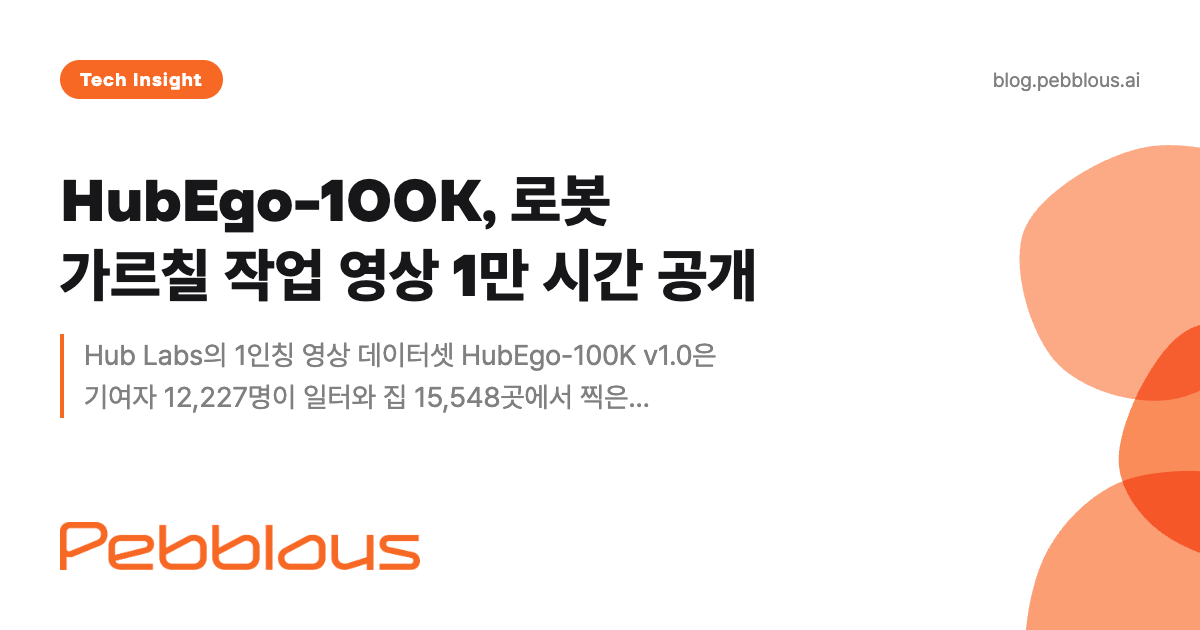 Tech Insight
blog.pebblous.ai
HubEgo-100K, 로봇
가르칠 작업 영상 1만 시간 공개
Hub Labs의 1인칭 영상 데이터셋 HubEgo-100K v1.0은
기여자 12,227명이 일터와 집 15,548곳에서 찍은...
Pebblous